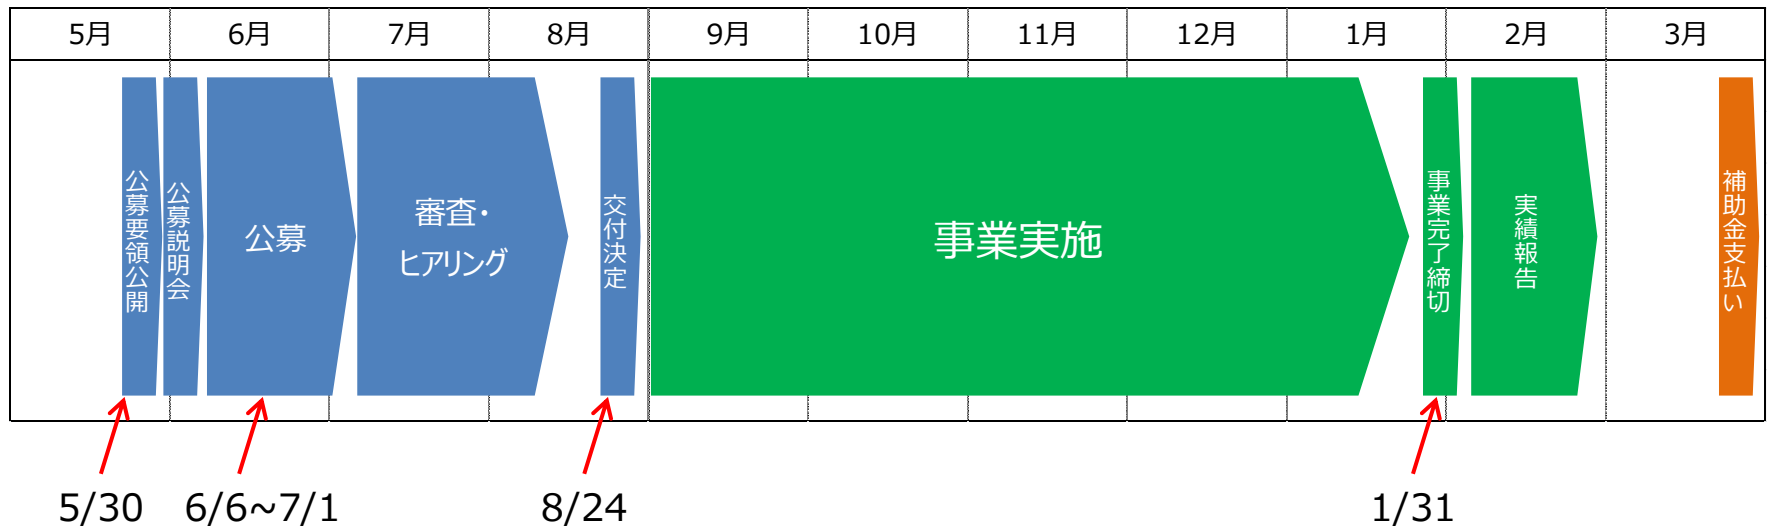 5月 6月 7月 8月 9月 10月 11月 12月 1月 2月 3月
公募要領公開
公募説明会
公募
審査・
ヒアリング
交付決定
事業実施
事業完了締切
実績報告
補助金支払い
5/30 6/6~7/1 8/24 1/31